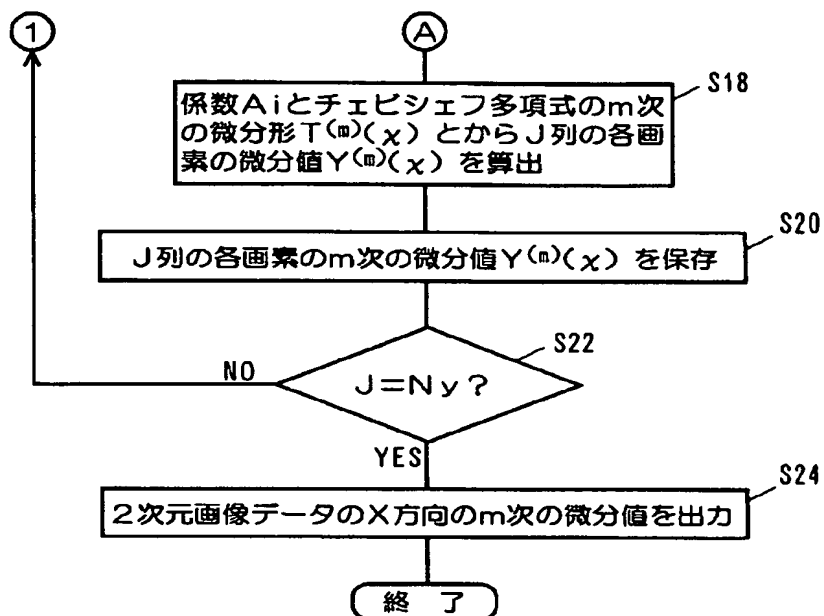 1
A
S18
係数Aiとチェビシェフ多項式のm次
の微分形T(m)(χ)とからJ列の各画
素の微分値Y(m)(χ)を算出
S20
J列の各画素のm次の微分値Y(m)(χ)を保存
S22
NO
J=Ny?
YES
S24
2次元画像データのX方向のm次の微分値を出力
終 了